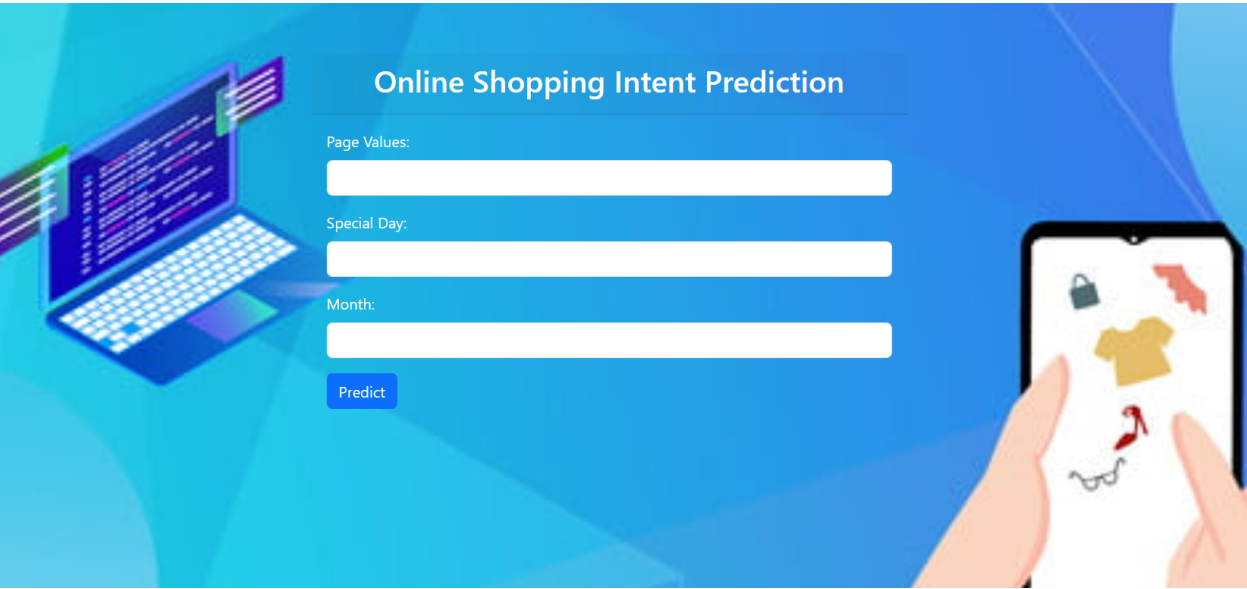 Online Shopping Intent Prediction
Page Values:
Special Day:
Month:
Predict